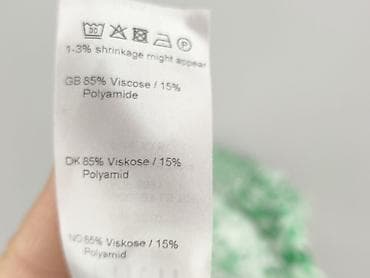 30
P
1-3% shrinkage might appear
GB 85% Viscose / 15%
Polyamide
DK 85% Viskose / 15%
Polyamid
NO 85% Viskose / 15%
Polyamid